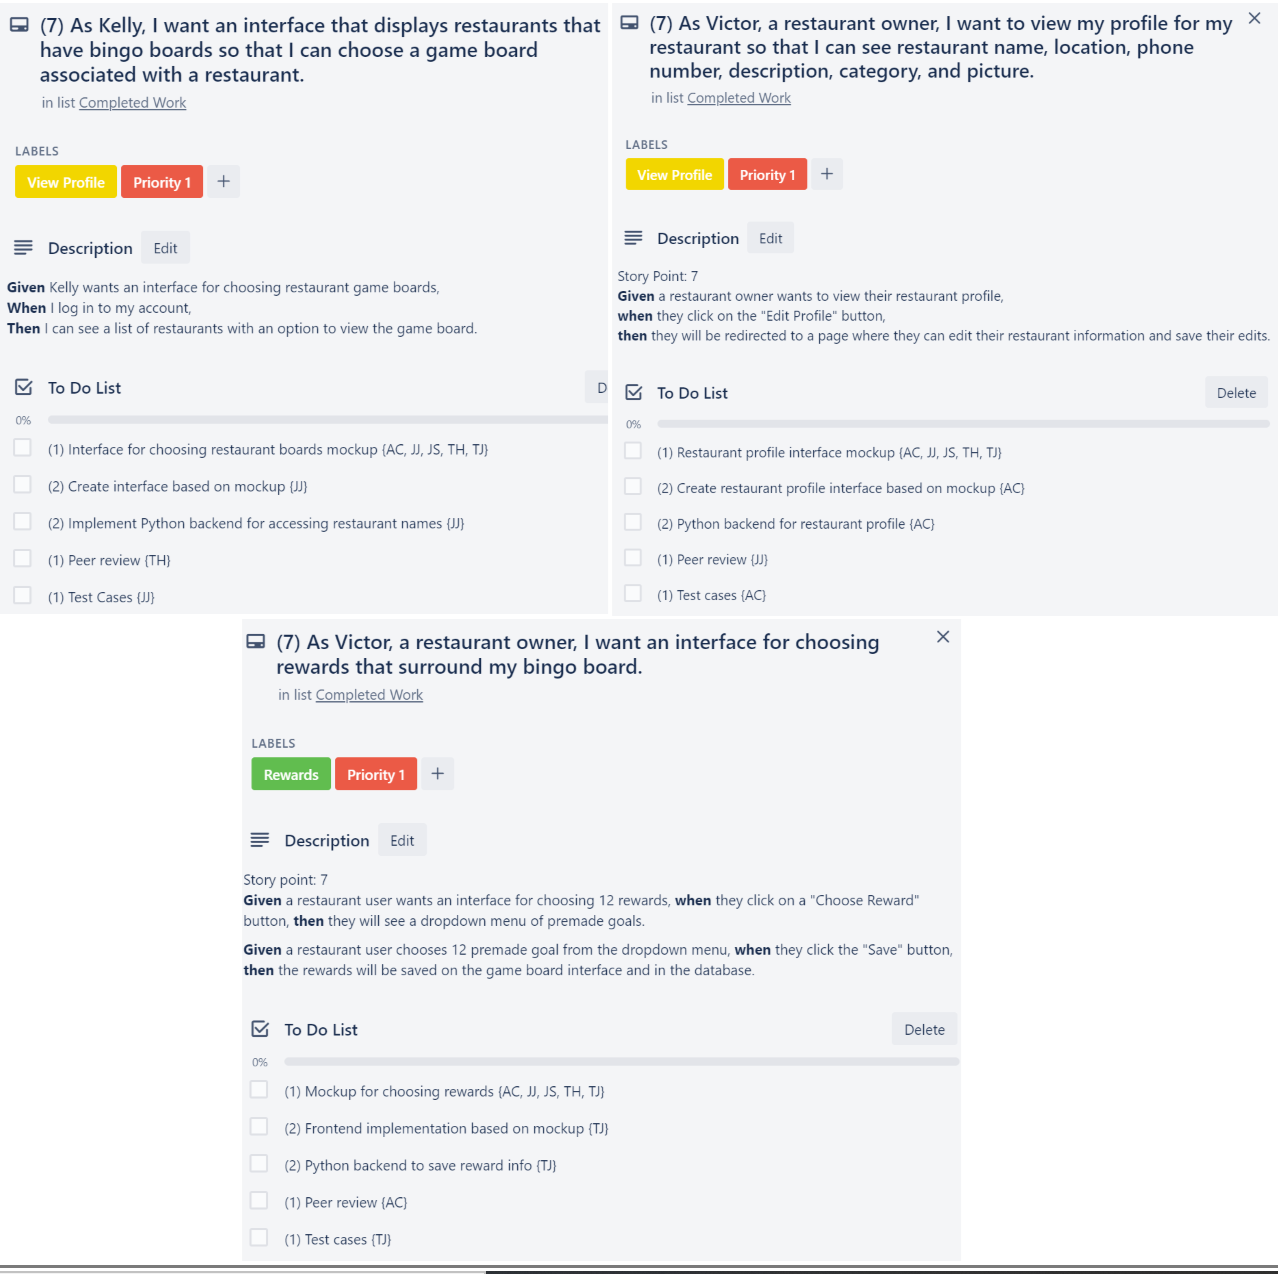 (7) As Kelly, I want an interface that displays restaurants that
have bingo boards so that I can choose a game board
associated with a restaurant.
in list Completed Work
LABELS
View Profile Priority 1 +
Description Edit
Given Kelly wants an interface for choosing restaurant game boards,
When I log in to my account,
Then I can see a list of restaurants with an option to view the game board.
To Do List D
0%
(1) Interface for choosing restaurant boards mockup {AC, JJ, JS, TH, TJ}
(2) Create interface based on mockup {JJ}
(2) Implement Python backend for accessing restaurant names {JJ}
(1) Peer review {TH}
(1) Test Cases {JJ}
(7) As Victor, a restaurant owner, I want to view my profile for my
restaurant so that I can see restaurant name, location, phone
number, description, category, and picture.
in list Completed Work
LABELS
View Profile Priority 1 +
Description Edit
Story Point: 7
Given a restaurant owner wants to view their restaurant profile,
when they click on the "Edit Profile" button,
then they will be redirected to a page where they can edit their restaurant information and save their edits.
To Do List Delete
0%
(1) Restaurant profile interface mockup {AC, JJ, JS, TH, TJ}
(2) Create restaurant profile interface based on mockup {AC}
(2) Python backend for restaurant profile {AC}
(1) Peer review {JJ}
(1) Test cases {AC}
(7) As Victor, a restaurant owner, I want an interface for choosing
rewards that surround my bingo board.
in list Completed Work
LABELS
Rewards Priority 1 +
Description Edit
Story point: 7
Given a restaurant user wants an interface for choosing 12 rewards, when they click on a "Choose Reward"
button, then they will see a dropdown menu of premade goals.
Given a restaurant user chooses 12 premade goal from the dropdown menu, when they click the "Save" button,
then the rewards will be saved on the game board interface and in the database.
To Do List Delete
0%
(1) Mockup for choosing rewards {AC, JJ, JS, TH, TJ}
(2) Frontend implementation based on mockup {TJ}
(2) Python backend to save reward info {TJ}
(1) Peer review {AC}
(1) Test cases {TJ}